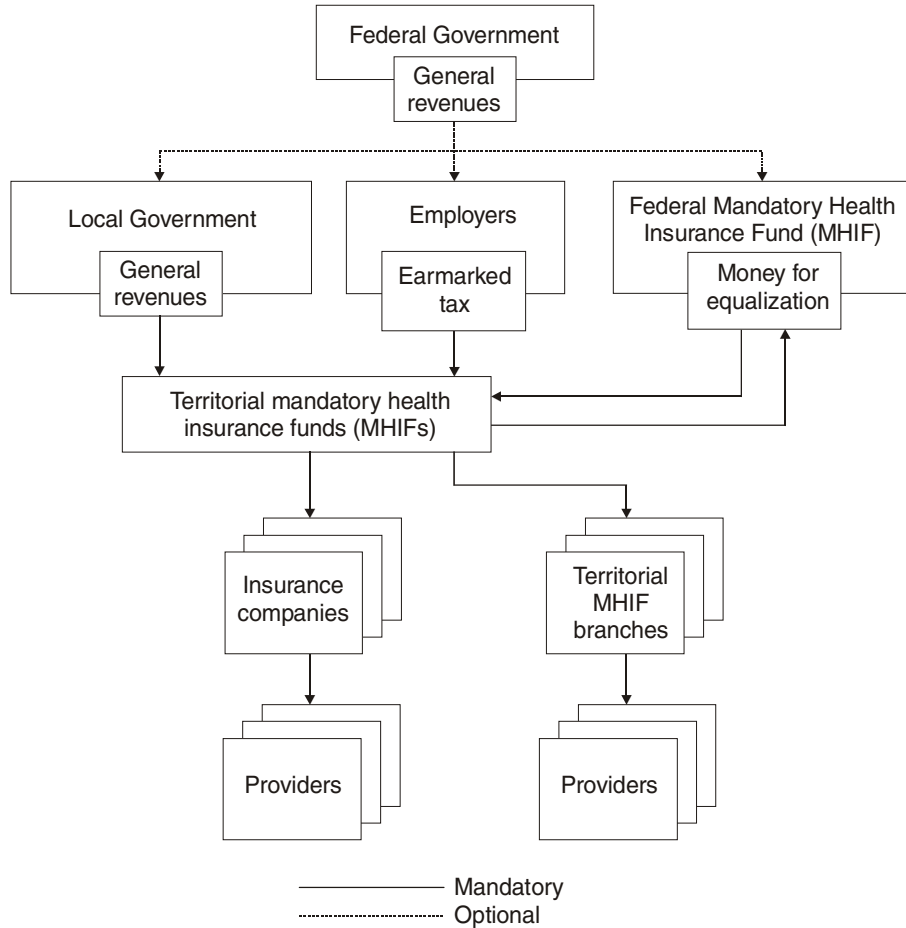 Federal Government
General
revenues
Local Government
General
revenues
Employers
Earmarked
tax
Federal Mandatory Health
Insurance Fund (MHIF)
Money for
equalization
Territorial mandatory health
insurance funds (MHIFs)
Insurance
companies
Territorial
MHIF
branches
Providers
Providers
Mandatory
Optional